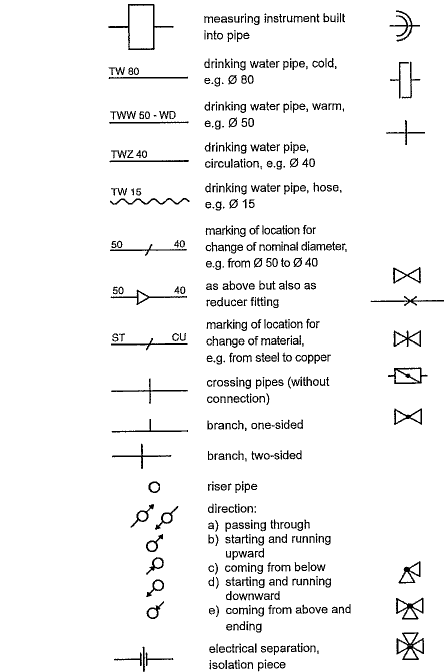 measuring instrument built
into pipe
TW 80
drinking water pipe, cold,
e.g. Ø 80
TWW 50 - WD
drinking water pipe, warm,
e.g. Ø 50
TWZ 40
drinking water pipe,
circulation, e.g. Ø 40
TW 15
drinking water pipe, hose,
e.g. Ø 15
50 40
marking of location for
change of nominal diameter,
e.g. from Ø 50 to Ø 40
50 40
as above but also as
reducer fitting
ST CU
marking of location for
change of material,
e.g. from steel to copper
crossing pipes (without
connection)
branch, one-sided
branch, two-sided
riser pipe
direction:
a) passing through
b) starting and running
upward
c) coming from below
d) starting and running
downward
e) coming from above and
ending
electrical separation,
isolation piece